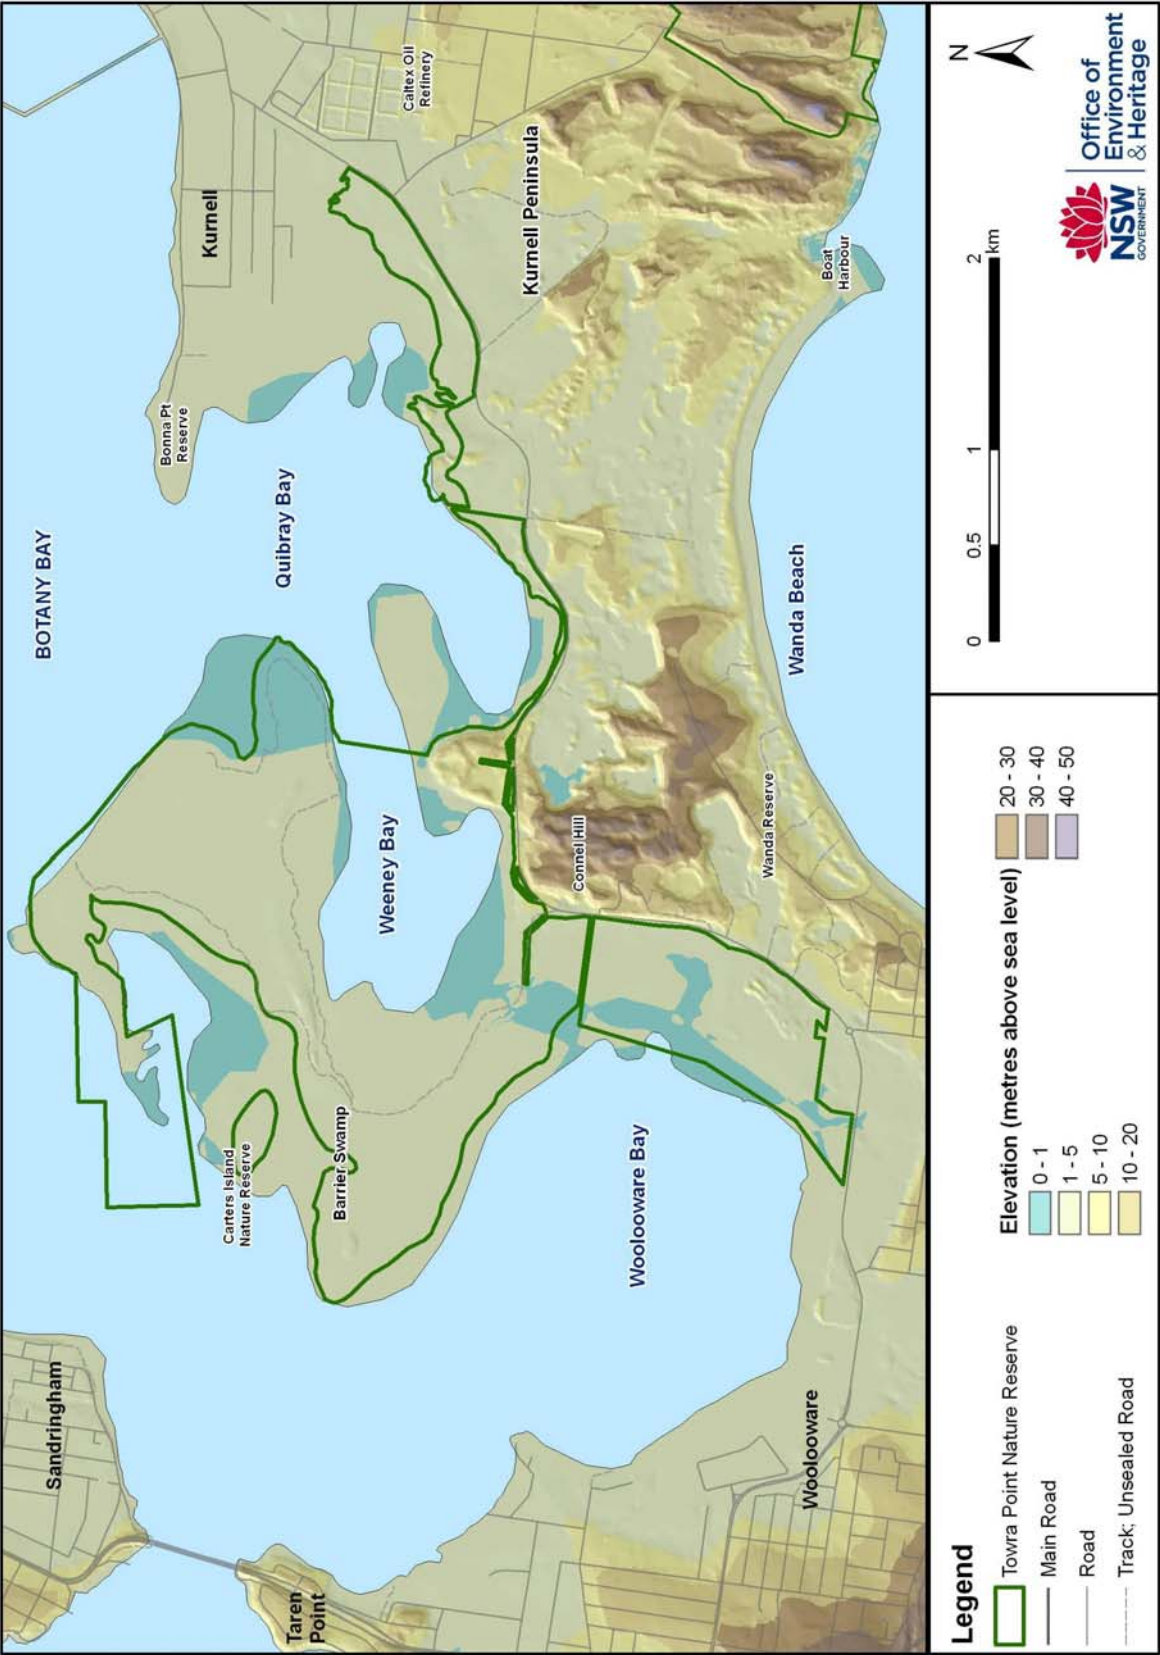 BOTANY BAY
Sandringham
Taren
Point
Carters Island
Nature Reserve
Barrier Swamp
Weeney Bay
Quibray Bay
Bonna Pt
Reserve
Kurnell
Caltex Oil
Refinery
Kurnell Peninsula
Woolooware Bay
Connel Hill
Woolooware
Wanda Reserve
Wanda Beach
Boat
Harbour
Legend
Towra Point Nature Reserve
Main Road
Road
Track; Unsealed Road
Elevation (metres above sea level)
0 - 1
1 - 5
5 - 10
10 - 20
20 - 30
30 - 40
40 - 50
0
0.5
1
2
km
N
NSW
GOVERNMENT
Office of
Environment
& Heritage